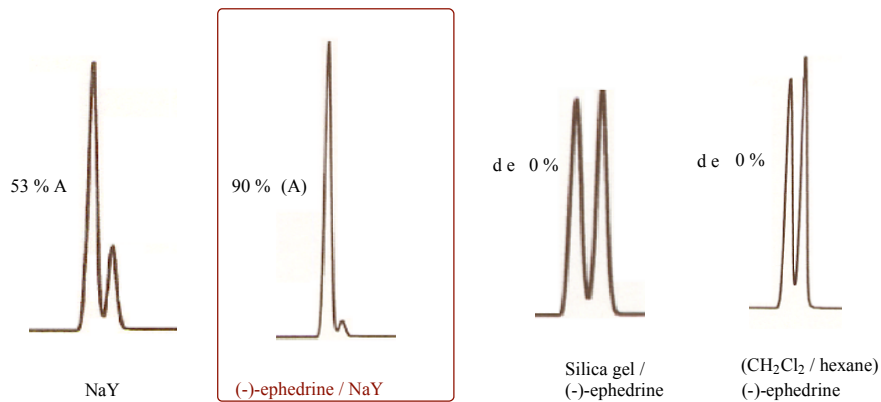 53 % A
90 % (A)
d e 0 %
d e 0 %
NaY
(-)-ephedrine / NaY
Silica gel /
(-)-ephedrine
(CH₂Cl₂ / hexane)
(-)-ephedrine